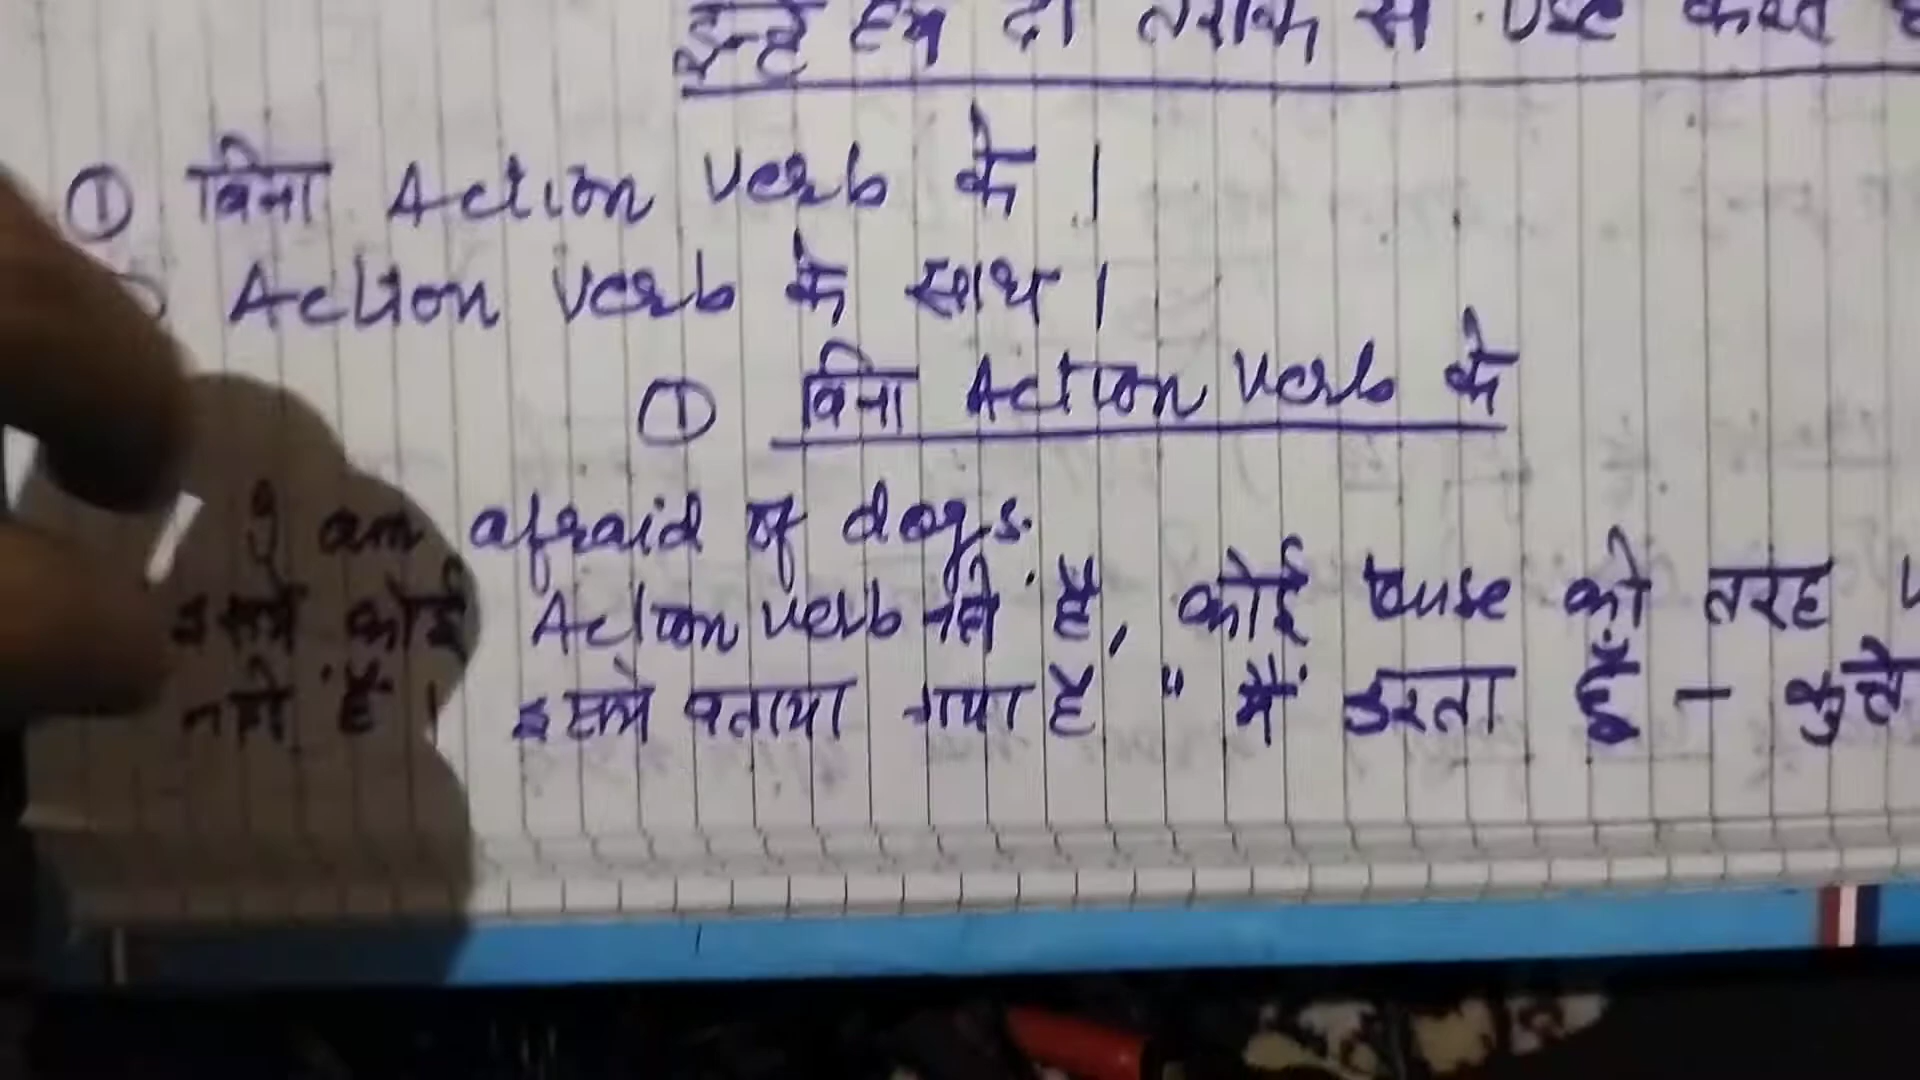 इन्हे हम दो तरीके से use करते
① बिना Action verb के ।
Action verb के साथ ।
① बिना Action verb के
I am afraid of dogs.
इसमे कोई Action verb नही है, कोई tense की तरह
नही है । इसमे बताया गया है " मैं डरता हूँ - कुत्ते